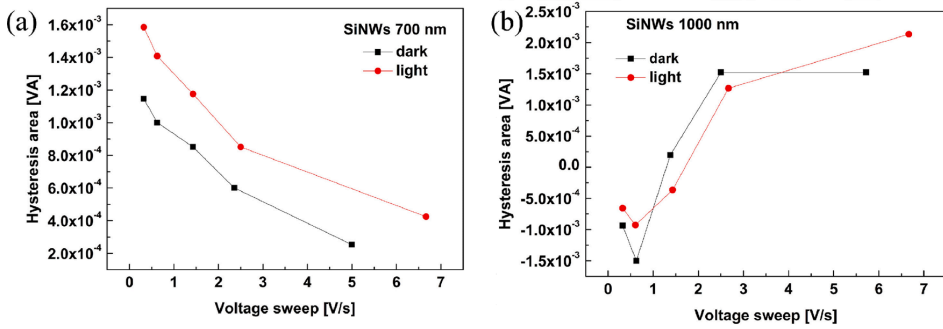 (a)
SiNWs 700 nm
dark
light
Hysteresis area [VA]
1.6x10⁻³
1.4x10⁻³
1.2x10⁻³
1.0x10⁻³
8.0x10⁻⁴
6.0x10⁻⁴
4.0x10⁻⁴
2.0x10⁻⁴
0 1 2 3 4 5 6 7
Voltage sweep [V/s]
(b)
SiNWs 1000 nm
dark
light
Hysteresis area [VA]
2.5x10⁻³
2.0x10⁻³
1.5x10⁻³
1.0x10⁻³
5.0x10⁻⁴
0.0
-5.0x10⁻⁴
-1.0x10⁻³
-1.5x10⁻³
0 1 2 3 4 5 6 7
Voltage sweep [V/s]